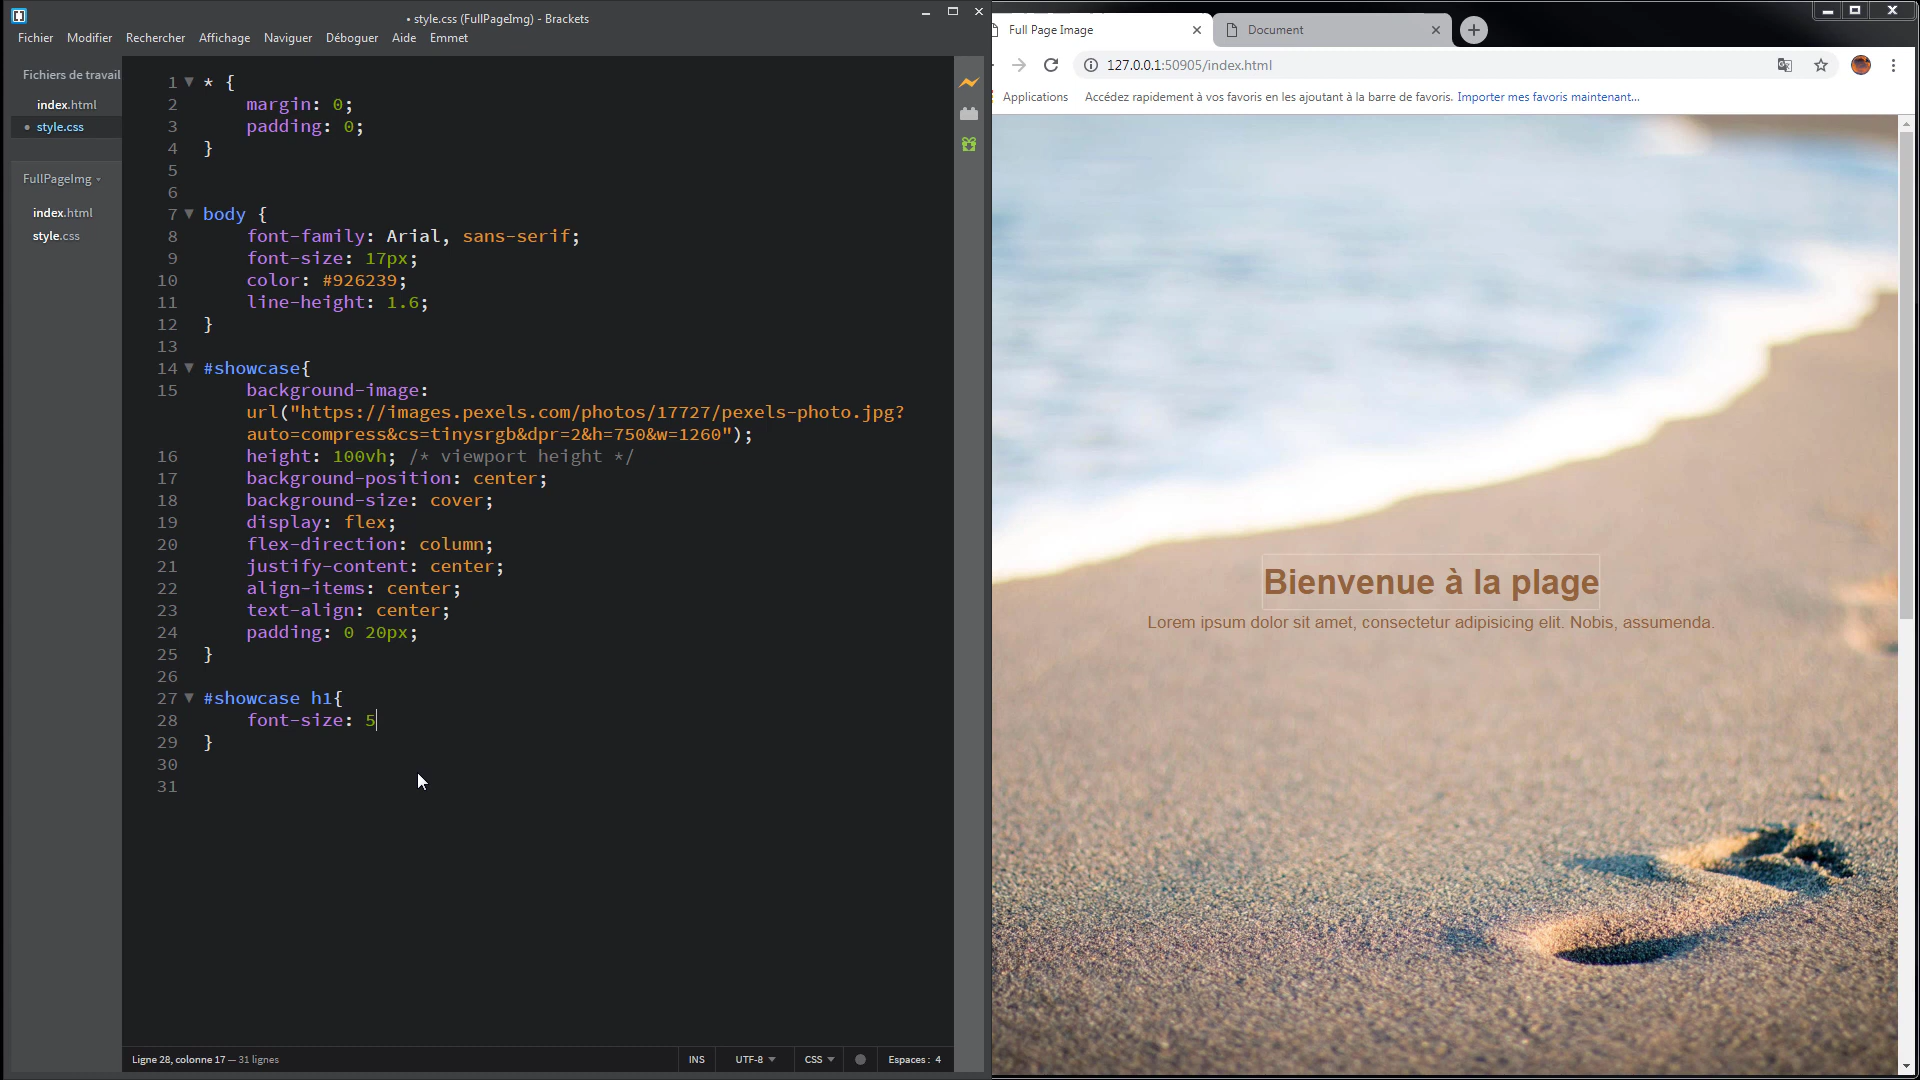 • style.css (FullPageImg) - Brackets
Fichier Modifier Rechercher Affichage Naviguer Déboguer Aide Emmet
Fichiers de travail
index.html
• style.css
FullPageImg
index.html
style.css
1 * {
2 margin: 0;
3 padding: 0;
4 }
5
6
7 body {
8 font-family: Arial, sans-serif;
9 font-size: 17px;
10 color: #926239;
11 line-height: 1.6;
12 }
13
14 #showcase{
15 background-image:
url("https://images.pexels.com/photos/17727/pexels-photo.jpg?
auto=compress&cs=tinysrgb&dpr=2&h=750&w=1260");
16 height: 100vh; /* viewport height */
17 background-position: center;
18 background-size: cover;
19 display: flex;
20 flex-direction: column;
21 justify-content: center;
22 align-items: center;
23 text-align: center;
24 padding: 0 20px;
25 }
26
27 #showcase h1{
28 font-size: 5
29 }
30
31
Ligne 28, colonne 17 — 31 lignes
INS UTF-8 CSS Espaces : 4
Full Page Image
Document
127.0.0.1:50905/index.html
Applications Accédez rapidement à vos favoris en les ajoutant à la barre de favoris. Importer mes favoris maintenant...
Bienvenue à la plage
Lorem ipsum dolor sit amet, consectetur adipisicing elit. Nobis, assumenda.